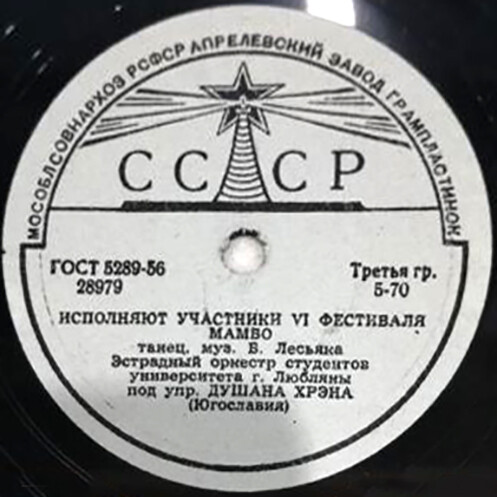 МОСОБЛСОВНАРХОЗ РСФСР АПРЕЛЕВСКИЙ ЗАВОД ГРАМПЛАСТИНОК
СССР
ГОСТ 5289-56
28979
Третья гр.
5-70
ИСПОЛНЯЮТ УЧАСТНИКИ VI ФЕСТИВАЛЯ
МАМБО
танец, муз. Б. Лесьяка
Эстрадный оркестр студентов
университета г. Любляны
под упр. ДУШАНА ХРЭНА
(Югославия)